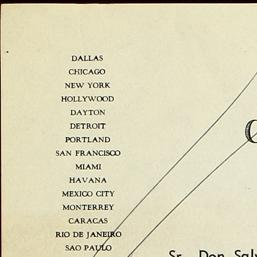 DALLAS
CHICAGO
NEW YORK
HOLLYWOOD
DAYTON
DETROIT
PORTLAND
SAN FRANCISCO
MIAMI
HAVANA
MEXICO CITY
MONTERREY
CARACAS
RIO DE JANEIRO
SAO PAULO
Sr. Don